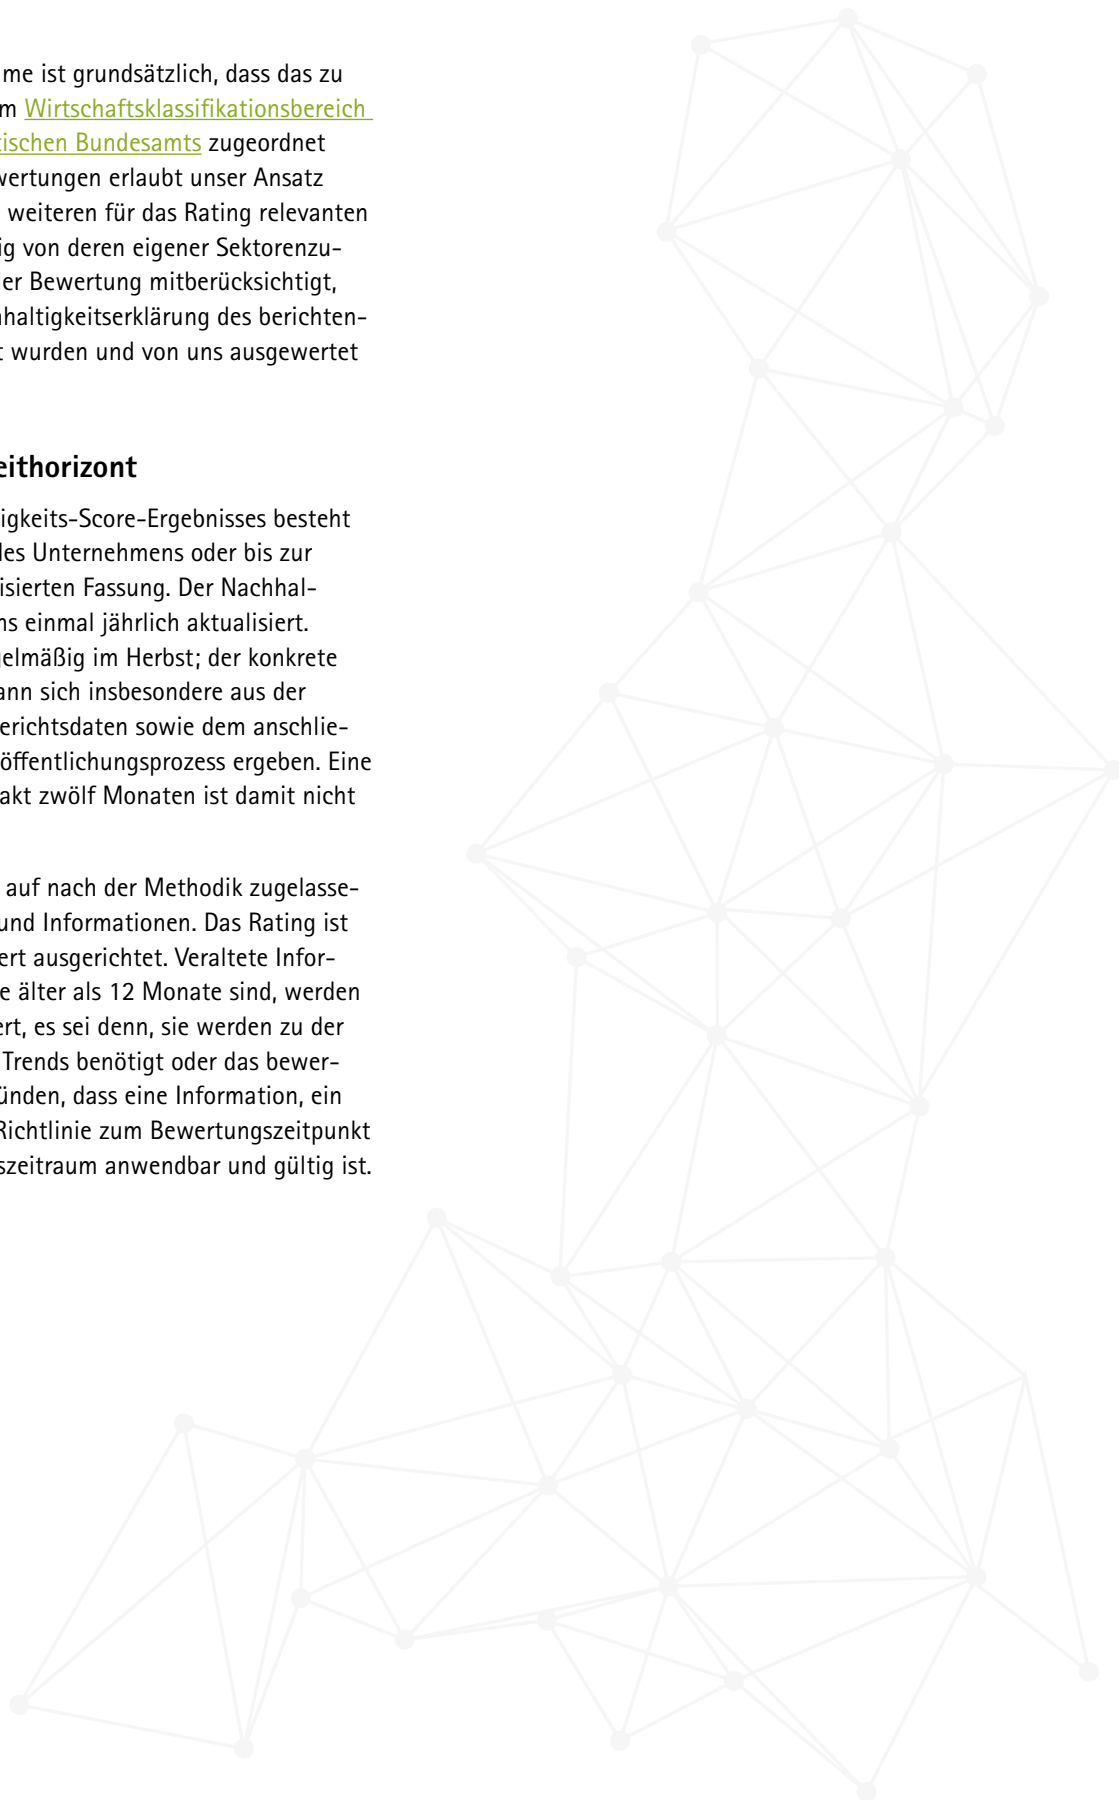 me ist grundsätzlich, dass das zu
m Wirtschaftsklassifikationsbereich
tischen Bundesamts zugeordnet
wertungen erlaubt unser Ansatz
weiteren für das Rating relevanten
ig von deren eigener Sektorenzu-
der Bewertung mitberücksichtigt,
hhaltigkeitserklärung des berichten-
t wurden und von uns ausgewertet
eithorizont
igkeits-Score-Ergebnisses besteht
des Unternehmens oder bis zur
isierten Fassung. Der Nachhal-
ns einmal jährlich aktualisiert.
gelmäßig im Herbst; der konkrete
ann sich insbesondere aus der
erichtsdaten sowie dem anschlie-
öffentlichungsprozess ergeben. Eine
akt zwölf Monaten ist damit nicht
auf nach der Methodik zugelasse-
und Informationen. Das Rating ist
ert ausgerichtet. Veraltete Infor-
e älter als 12 Monate sind, werden
ert, es sei denn, sie werden zu der
Trends benötigt oder das bewer-
ünden, dass eine Information, ein
Richtlinie zum Bewertungszeitpunkt
szeitraum anwendbar und gültig ist.